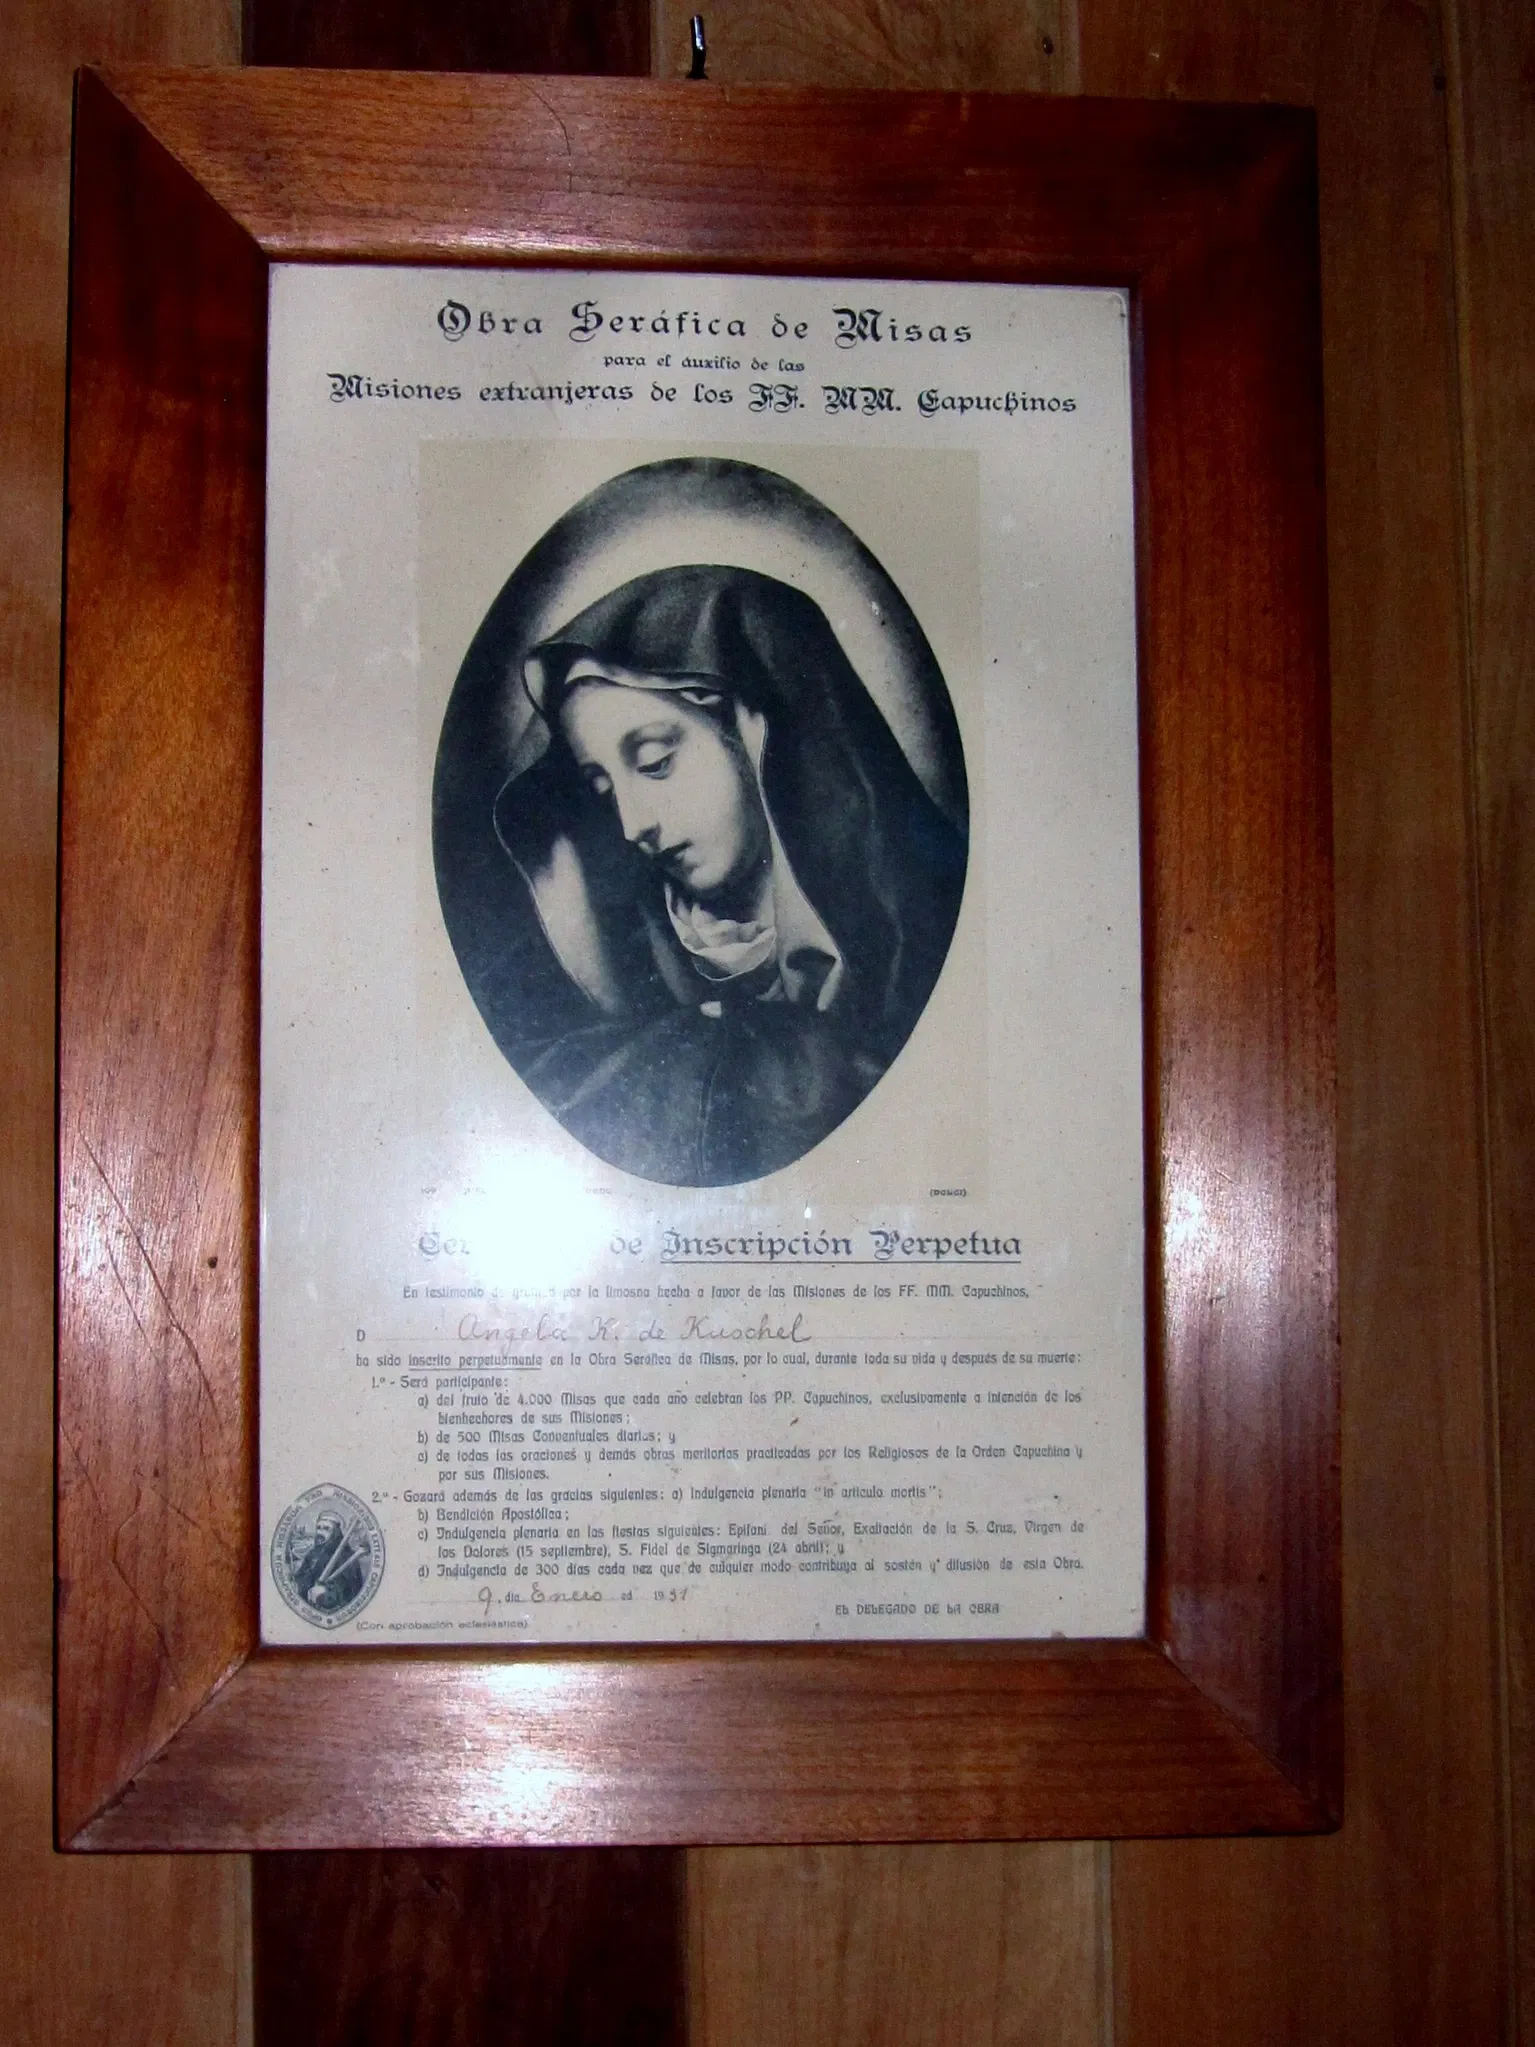 Obra Seráfica de Misas
para el auxilio de las
Misiones extranjeras de los FF. MM. Capuchinos
(DOLCI)
de Inscripción Perpetua
En testimonio de gratitud por la limosna hecha a favor de las Misiones de los FF. MM. Capuchinos,
D Angela K. de Kuschel
ha sido inscrito perpetuamente en la Obra Seráfica de Misas, por lo cual, durante toda su vida y después de su muerte:
1.º - Será participante:
a) del fruto de 4.000 Misas que cada año celebran los PP. Capuchinos, exclusivamente a intención de los
bienhechores de sus Misiones;
b) de 500 Misas Conventuales diarias; y
c) de todas las oraciones y demás obras meritorias practicadas por los Religiosos de la Orden Capuchina y
por sus Misiones.
2.º - Gozará además de las gracias siguientes: a) Indulgencia plenaria "in articulo mortis";
b) Bendición Apostólica;
c) Indulgencia plenaria en las fiestas siguientes: Epifaní del Señor, Exaltación de la S. Cruz, Virgen de
los Dolores (15 septiembre), S. Fidel de Sigmaringa (24 abril); y
d) Indulgencia de 300 días cada vez que de cualquier modo contribuya al sostén y difusión de esta Obra.
9. día Enero 19
EL DELEGADO DE LA OBRA
(Con aprobación eclesiástica)